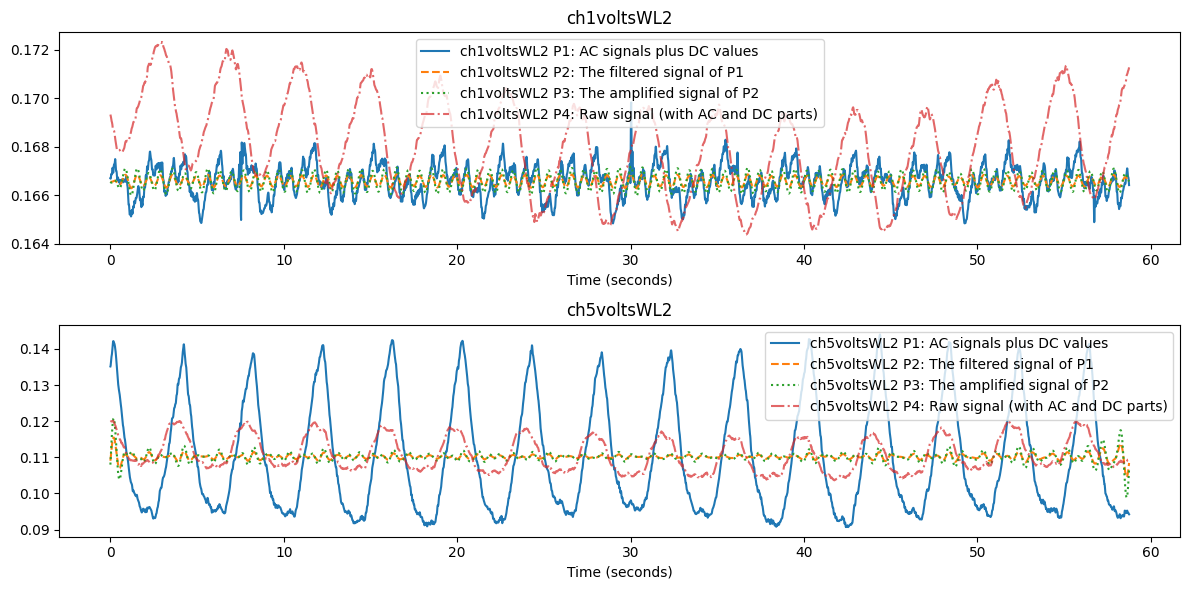 ch1voltsWL2
0.172
0.170
0.168
0.166
0.164
ch1voltsWL2 P1: AC signals plus DC values
ch1voltsWL2 P2: The filtered signal of P1
ch1voltsWL2 P3: The amplified signal of P2
ch1voltsWL2 P4: Raw signal (with AC and DC parts)
0 10 20 30 40 50 60
Time (seconds)
ch5voltsWL2
0.14
0.13
0.12
0.11
0.10
0.09
ch5voltsWL2 P1: AC signals plus DC values
ch5voltsWL2 P2: The filtered signal of P1
ch5voltsWL2 P3: The amplified signal of P2
ch5voltsWL2 P4: Raw signal (with AC and DC parts)
0 10 20 30 40 50 60
Time (seconds)